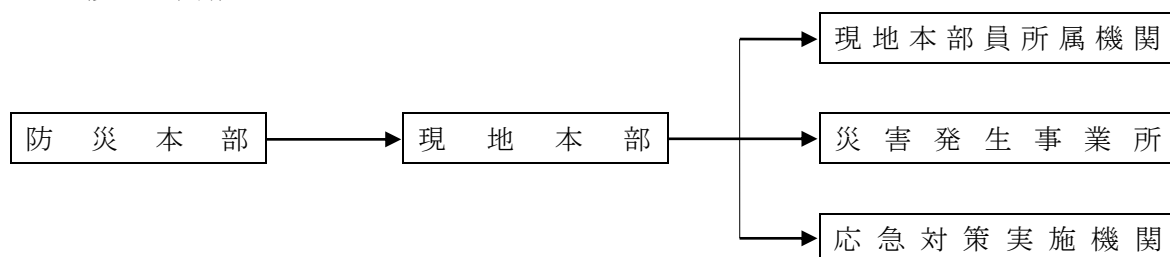 現地本部員所属機関
防災本部
現地本部
災害発生事業所
応急対策実施機関